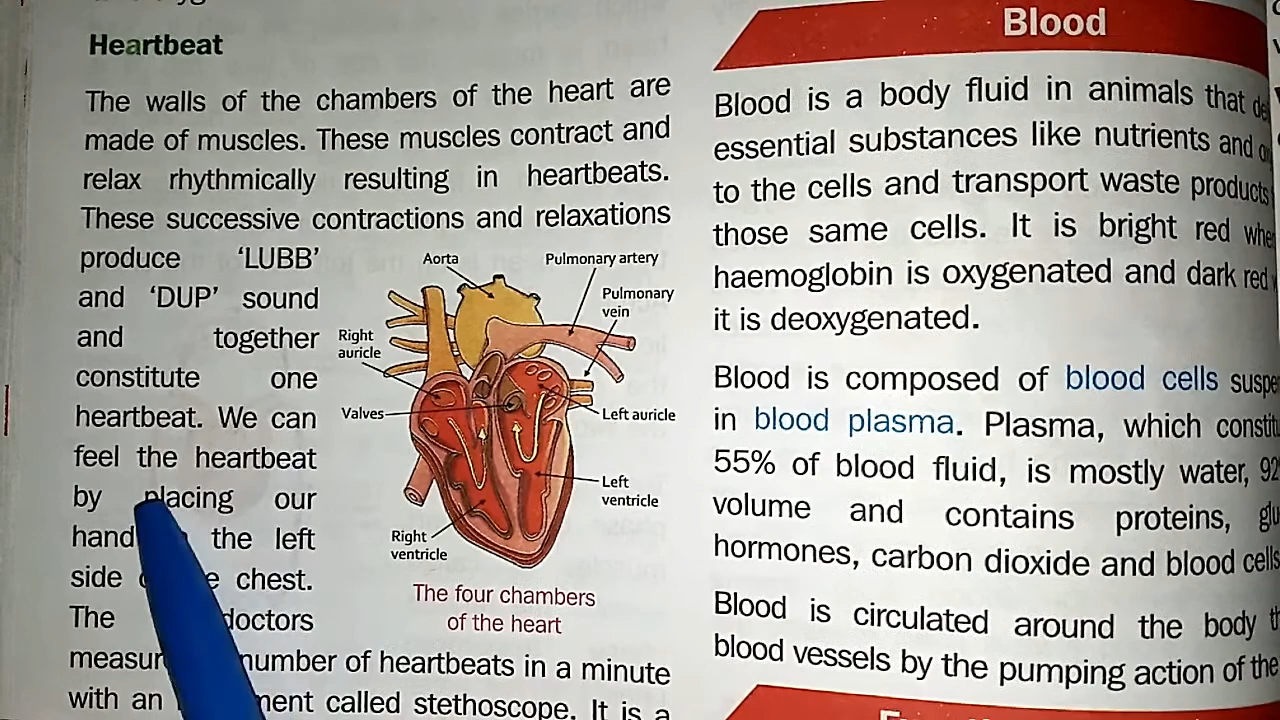 Heartbeat
The walls of the chambers of the heart are
made of muscles. These muscles contract and
relax rhythmically resulting in heartbeats.
These successive contractions and relaxations
produce ‘LUBB’
and ‘DUP’ sound
and together
constitute one
heartbeat. We can
feel the heartbeat
by placing our
hand the left
side chest.
The doctors
measure number of heartbeats in a minute
with an called stethoscope. It is a
Aorta
Pulmonary artery
Pulmonary
vein
Right
auricle
Valves
Left auricle
Left
ventricle
Right
ventricle
The four chambers
of the heart
Blood
Blood is a body fluid in animals that
essential substances like nutrients and
to the cells and transport waste products
those same cells. It is bright red
haemoglobin is oxygenated and dark red
it is deoxygenated.
Blood is composed of blood cells
in blood plasma. Plasma, which
55% of blood fluid, is mostly water,
volume and contains proteins,
hormones, carbon dioxide and blood cells
Blood is circulated around the body
blood vessels by the pumping action of the